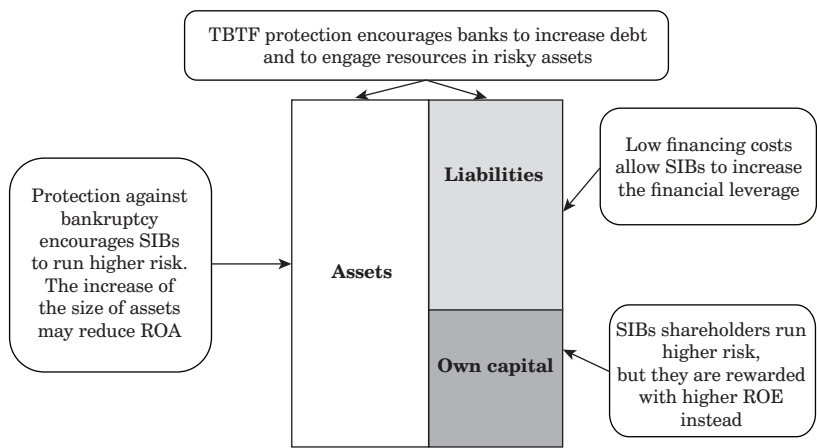 TBTF protection encourages banks to increase debt
and to engage resources in risky assets
Protection against
bankruptcy
encourages SIBs
to run higher risk.
The increase of
the size of assets
may reduce ROA
Assets
Liabilities
Own capital
Low financing costs
allow SIBs to increase
the financial leverage
SIBs shareholders run
higher risk,
but they are rewarded
with higher ROE
instead